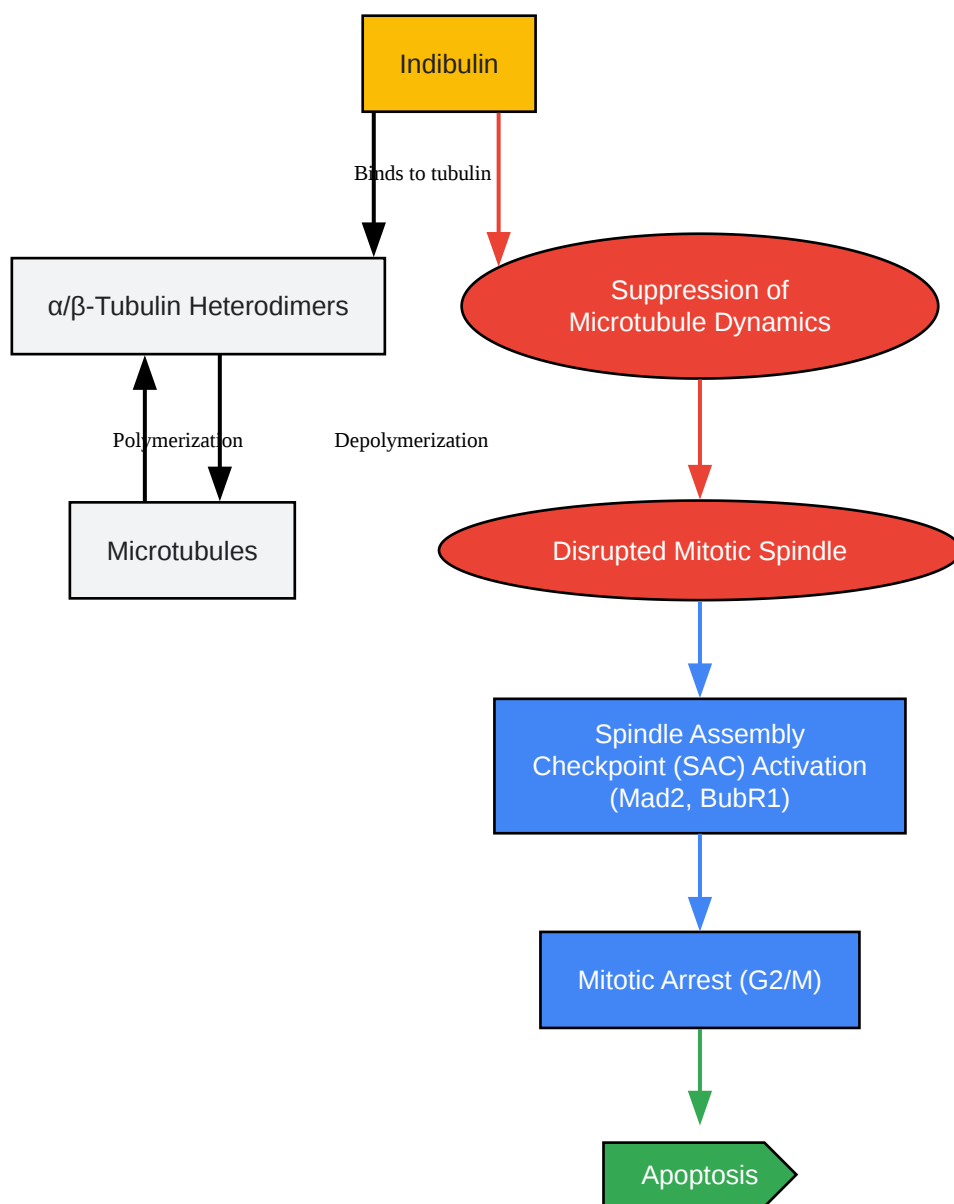 Indibulin
Binds to tubulin
α/β-Tubulin Heterodimers
Suppression of
Microtubule Dynamics
Polymerization
Depolymerization
Microtubules
Disrupted Mitotic Spindle
Spindle Assembly
Checkpoint (SAC) Activation
(Mad2, BubR1)
Mitotic Arrest (G2/M)
Apoptosis